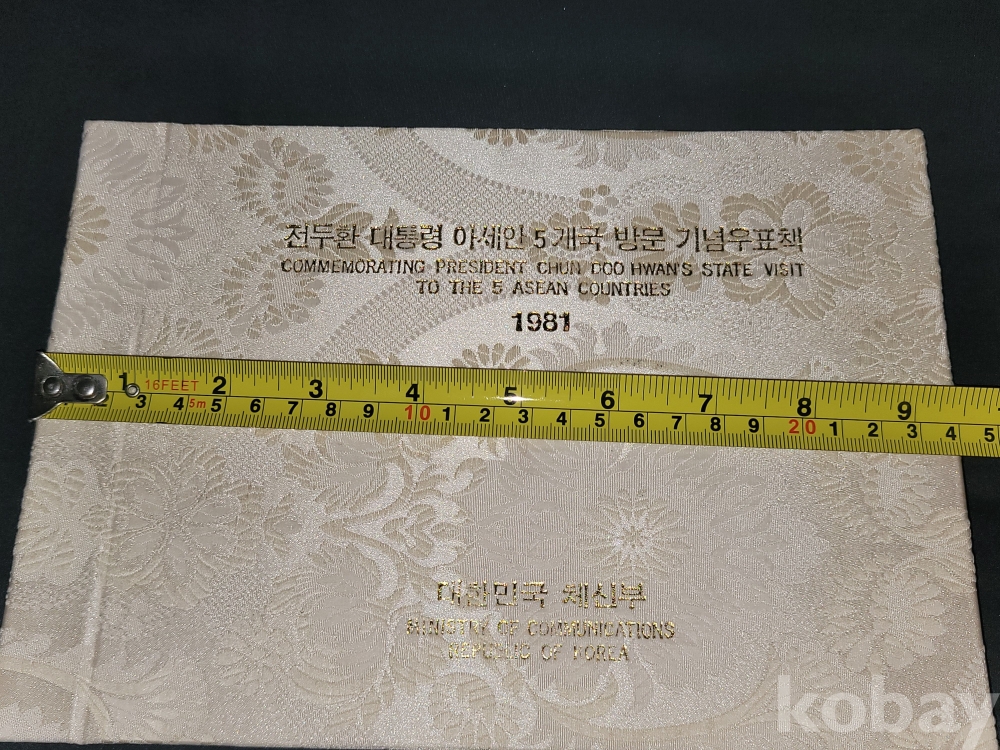 전두환 대통령 아세안 5개국 방문 기념우표책
COMMEMORATING PRESIDENT CHUN DOO HWAN'S STATE VISIT
TO THE 5 ASEAN COUNTRIES
1981
1 16FEET 2 3 4 5 6 7 8 9
3 4 5m 5 6 7 8 9 10 1 2 3 4 5 6 7 8 9 20 1 2 3 4 5
대한민국 체신부
MINISTRY OF COMMUNICATIONS
REPUBLIC OF KOREA
kobay